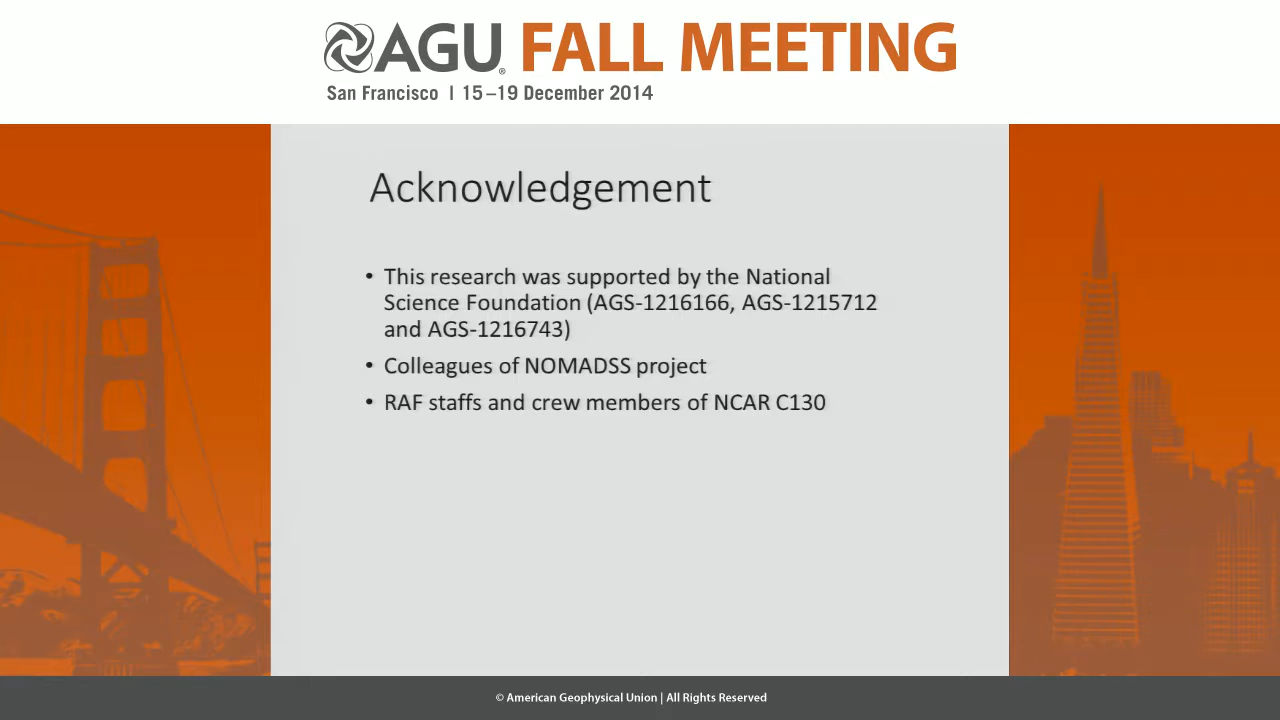 AGU® FALL MEETING
San Francisco | 15–19 December 2014
Acknowledgement
• This research was supported by the National
Science Foundation (AGS-1216166, AGS-1215712
and AGS-1216743)
• Colleagues of NOMADSS project
• RAF staffs and crew members of NCAR C130
© American Geophysical Union | All Rights Reserved